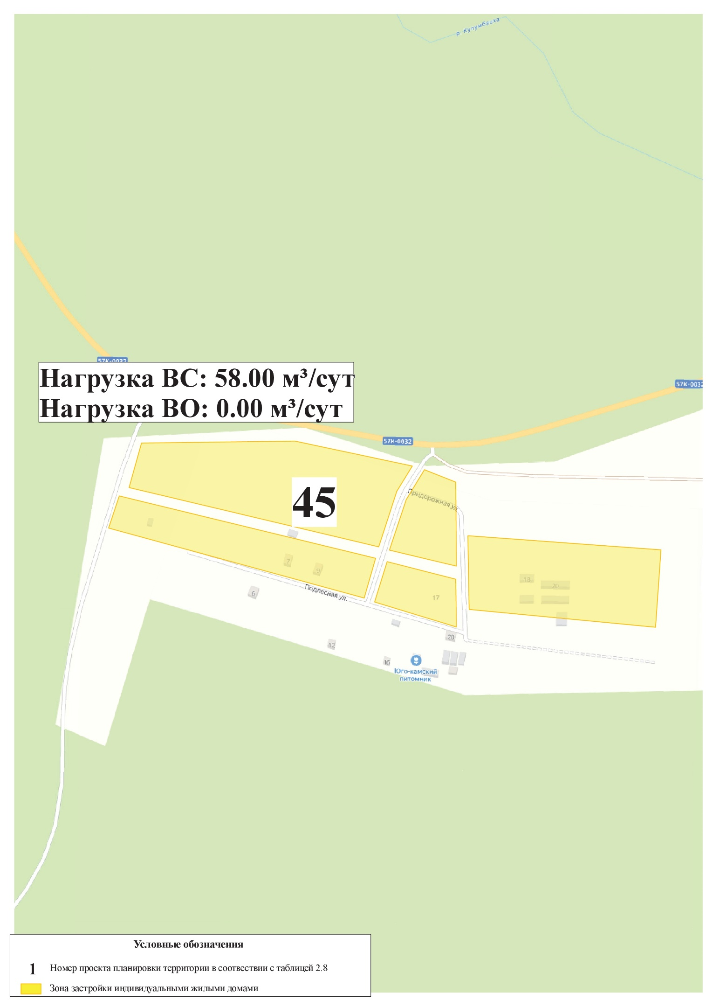 р. Кулумбаиха
57К-0032
57К-0032
Нагрузка ВС: 58.00 м³/сут
Нагрузка ВО: 0.00 м³/сут
57К-0032
45
Придорожная ул.
7
9
18
20
6
Подлесная ул.
17
20
12
16
Юго-камский
питомник
Условные обозначения
1 Номер проекта планировки территории в соотвествии с таблицей 2.8
Зона застройки индивидуальными жилыми домами